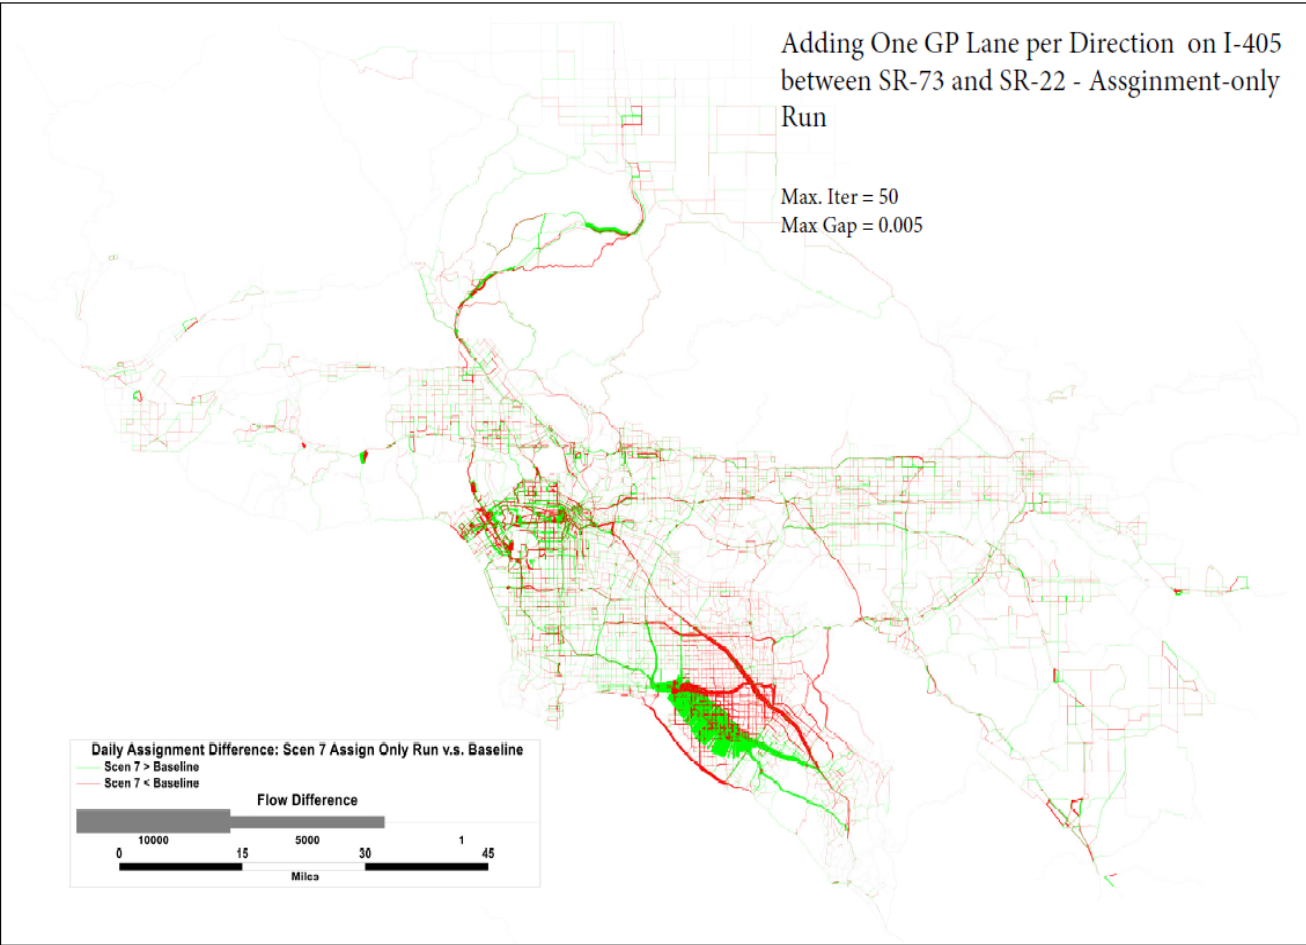 Adding One GP Lane per Direction on I-405
between SR-73 and SR-22 - Assginment-only
Run
Max. Iter = 50
Max Gap = 0.005
Daily Assignment Difference: Scen 7 Assign Only Run v.s. Baseline
Scen 7 > Baseline
Scen 7 < Baseline
Flow Difference
10000 5000 1
0 15 30 45
Miles